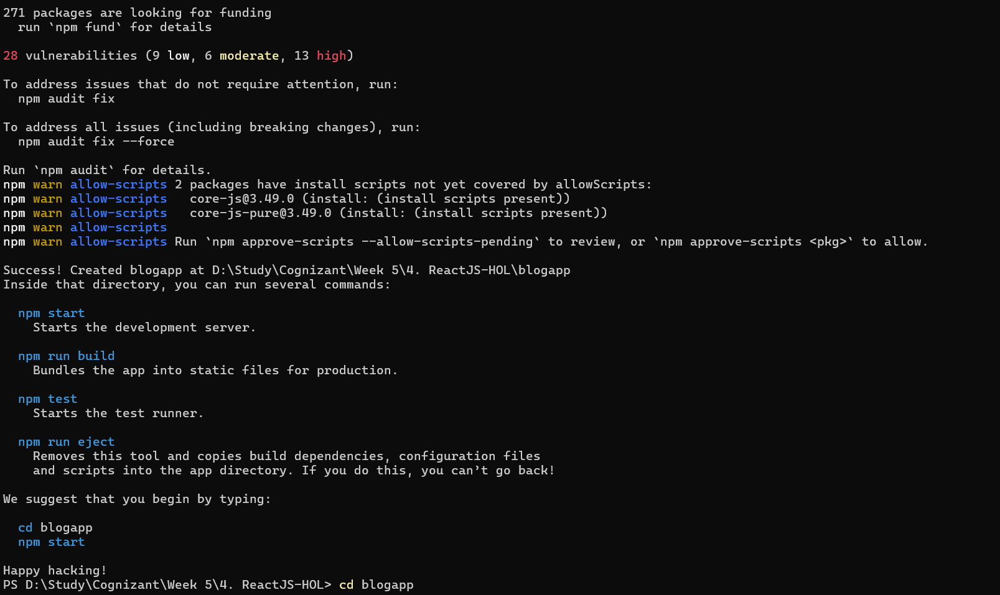 271 packages are looking for funding
  run `npm fund` for details

28 vulnerabilities (9 low, 6 moderate, 13 high)

To address issues that do not require attention, run:
  npm audit fix

To address all issues (including breaking changes), run:
  npm audit fix --force

Run `npm audit` for details.
npm warn allow-scripts 2 packages have install scripts not yet covered by allowScripts:
npm warn allow-scripts   core-js@3.49.0 (install: (install scripts present))
npm warn allow-scripts   core-js-pure@3.49.0 (install: (install scripts present))
npm warn allow-scripts
npm warn allow-scripts Run `npm approve-scripts --allow-scripts-pending` to review, or `npm approve-scripts <pkg>` to allow.

Success! Created blogapp at D:\Study\Cognizant\Week 5\4. ReactJS-HOL\blogapp
Inside that directory, you can run several commands:

  npm start
    Starts the development server.

  npm run build
    Bundles the app into static files for production.

  npm test
    Starts the test runner.

  npm run eject
    Removes this tool and copies build dependencies, configuration files
    and scripts into the app directory. If you do this, you can’t go back!

We suggest that you begin by typing:

  cd blogapp
  npm start

Happy hacking!
PS D:\Study\Cognizant\Week 5\4. ReactJS-HOL> cd blogapp